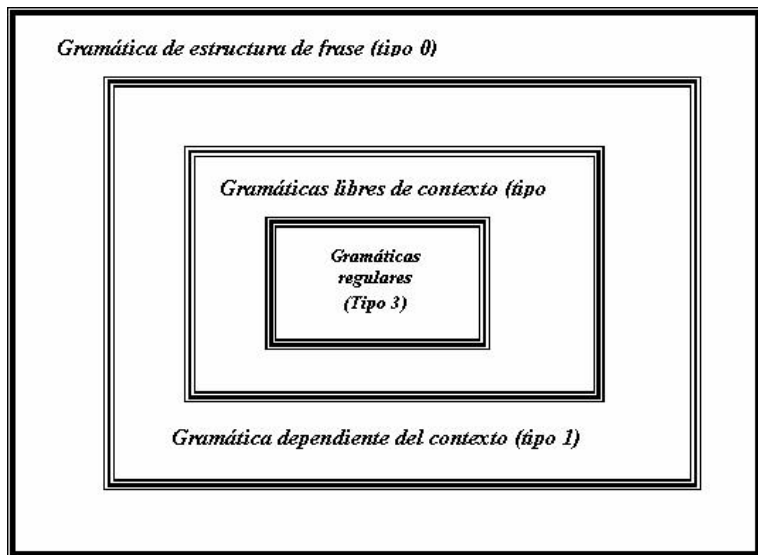 Gramática de estructura de frase (tipo 0)
Gramáticas libres de contexto (tipo
Gramáticas
regulares
(Tipo 3)
Gramática dependiente del contexto (tipo 1)